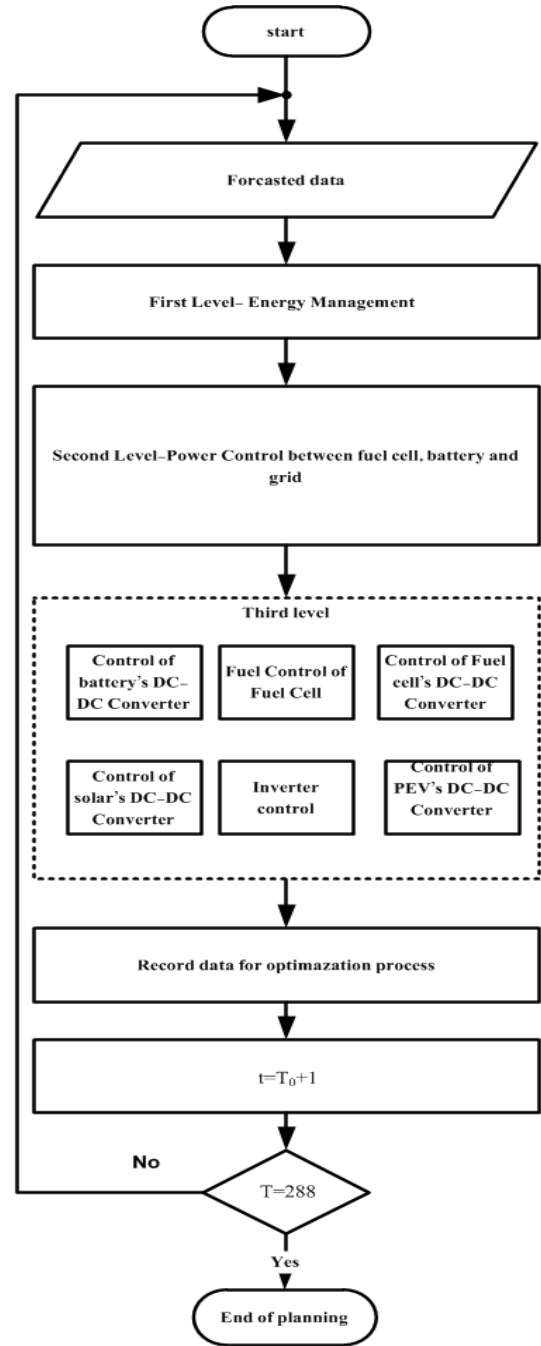 start
Forcasted data
First Level– Energy Management
Second Level–Power Control between fuel cell, battery and
grid
Third level
Control of
battery's DC–
DC Converter
Fuel Control of
Fuel Cell
Control of Fuel
cell's DC–DC
Converter
Control of
solar's DC–DC
Converter
Inverter
control
Control of
PEV's DC–DC
Converter
Record data for optimazation process
t=T₀+1
No
T=288
Yes
End of planning